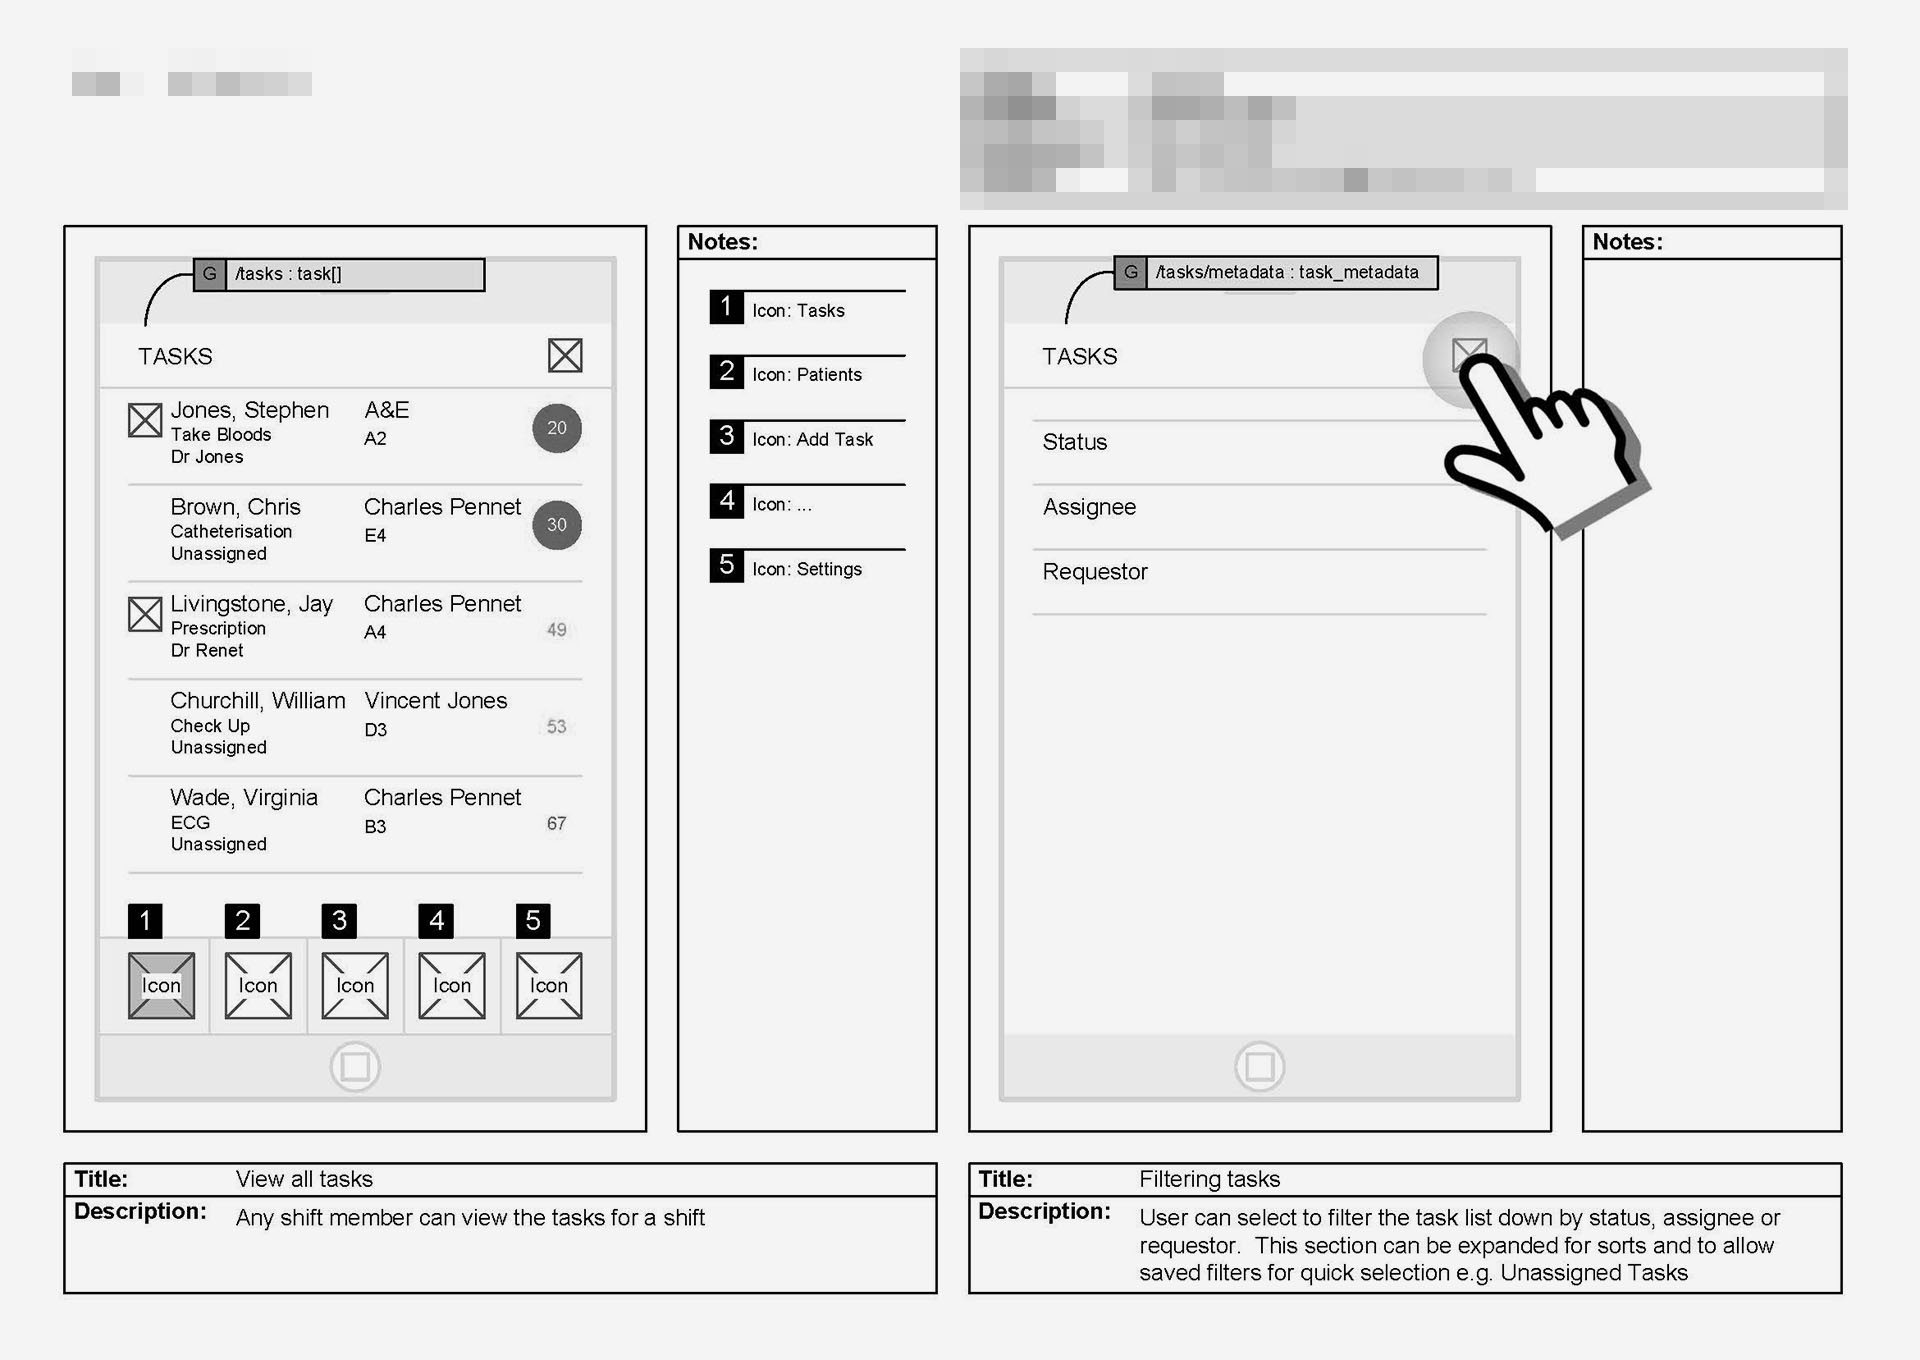 G /tasks : task[]
TASKS
Jones, Stephen A&E
Take Bloods A2 20
Dr Jones
Brown, Chris Charles Pennet
Catheterisation E4 30
Unassigned
Livingstone, Jay Charles Pennet
Prescription A4 49
Dr Renet
Churchill, William Vincent Jones
Check Up D3 53
Unassigned
Wade, Virginia Charles Pennet
ECG B3 67
Unassigned
1 2 3 4 5
Icon Icon Icon Icon Icon
Notes:
1 Icon: Tasks
2 Icon: Patients
3 Icon: Add Task
4 Icon: ...
5 Icon: Settings
G /tasks/metadata : task_metadata
TASKS
Status
Assignee
Requestor
Notes:
Title: View all tasks
Description: Any shift member can view the tasks for a shift
Title: Filtering tasks
Description: User can select to filter the task list down by status, assignee or
requestor. This section can be expanded for sorts and to allow
saved filters for quick selection e.g. Unassigned Tasks